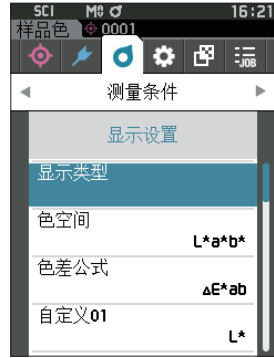 SCI M0 16:21
样品色 0001
JOB
测量条件
显示设置
显示类型
色空间
L*a*b*
色差公式
ΔE*ab
自定义01
L*